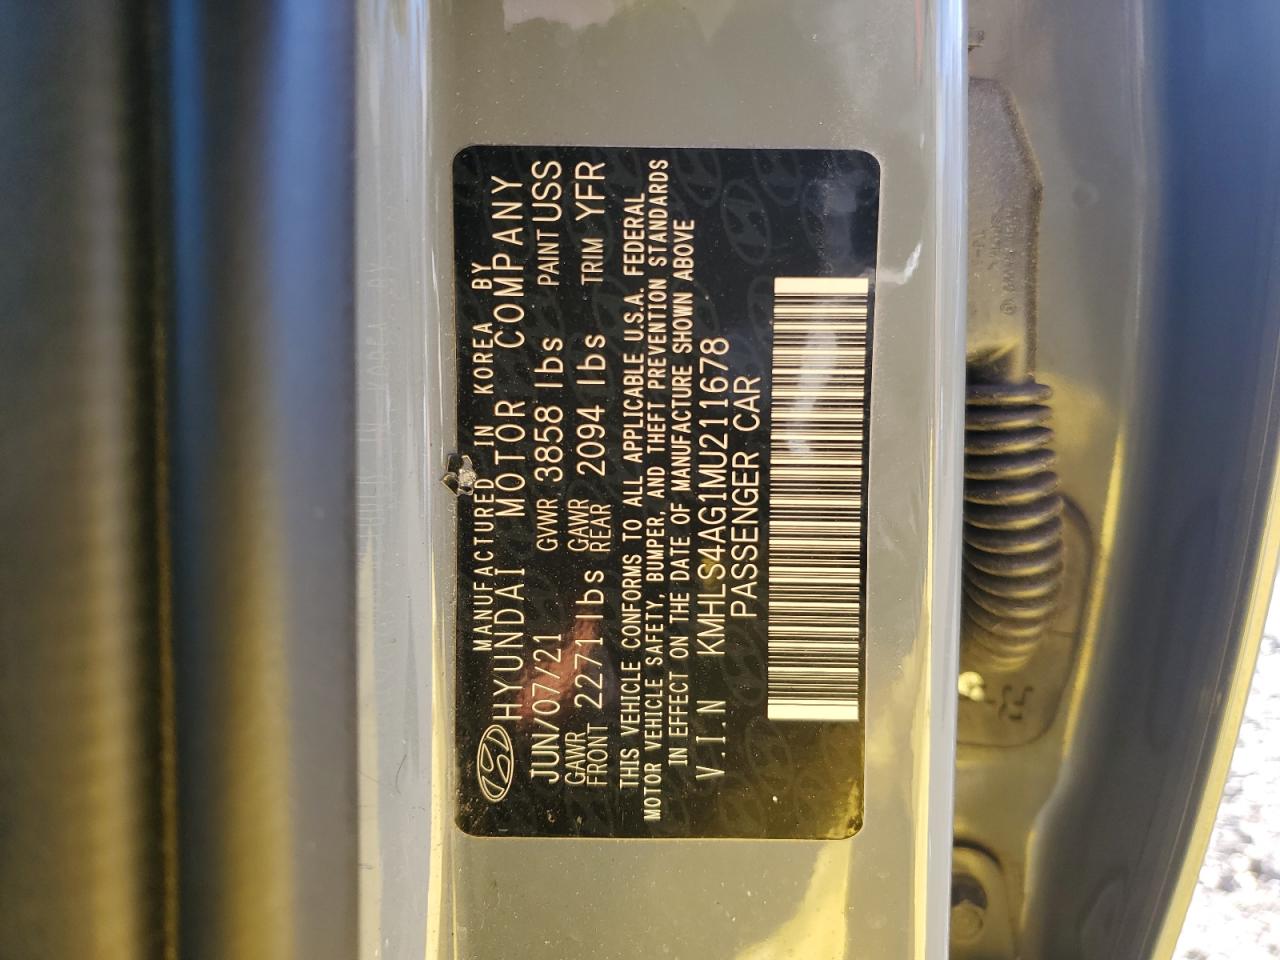 MANUFACTURED IN KOREA BY
HYUNDAI MOTOR COMPANY
JUN/07/21 GVWR 3858 lbs PAINT USS
GAWR FRONT 2271 lbs GAWR REAR 2094 lbs TRIM YFR
THIS VEHICLE CONFORMS TO ALL APPLICABLE U.S.A. FEDERAL
MOTOR VEHICLE SAFETY, BUMPER, AND THEFT PREVENTION STANDARDS
IN EFFECT ON THE DATE OF MANUFACTURE SHOWN ABOVE
V.I.N KMHLS4AG1MU211678
PASSENGER CAR